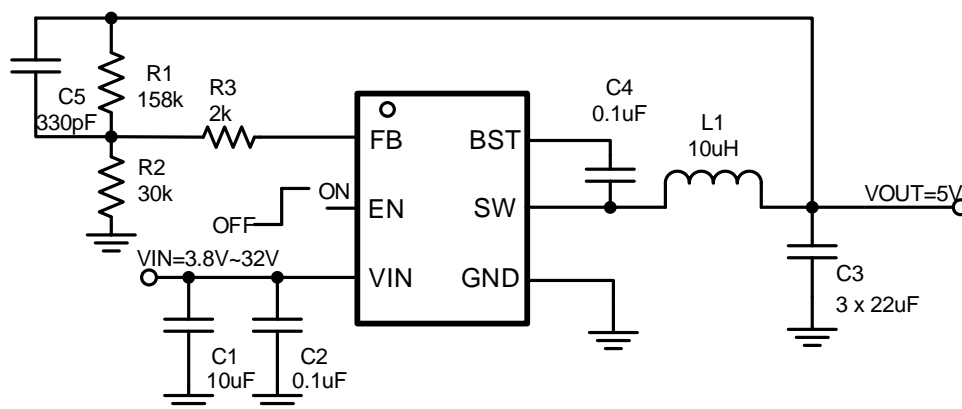 C5
330pF
R1
158k
R3
2k
R2
30k
FB
BST
EN
SW
VIN
GND
C4
0.1uF
L1
10uH
VOUT=5V
ON
OFF
VIN=3.8V~32V
C3
3 x 22uF
C1
10uF
C2
0.1uF